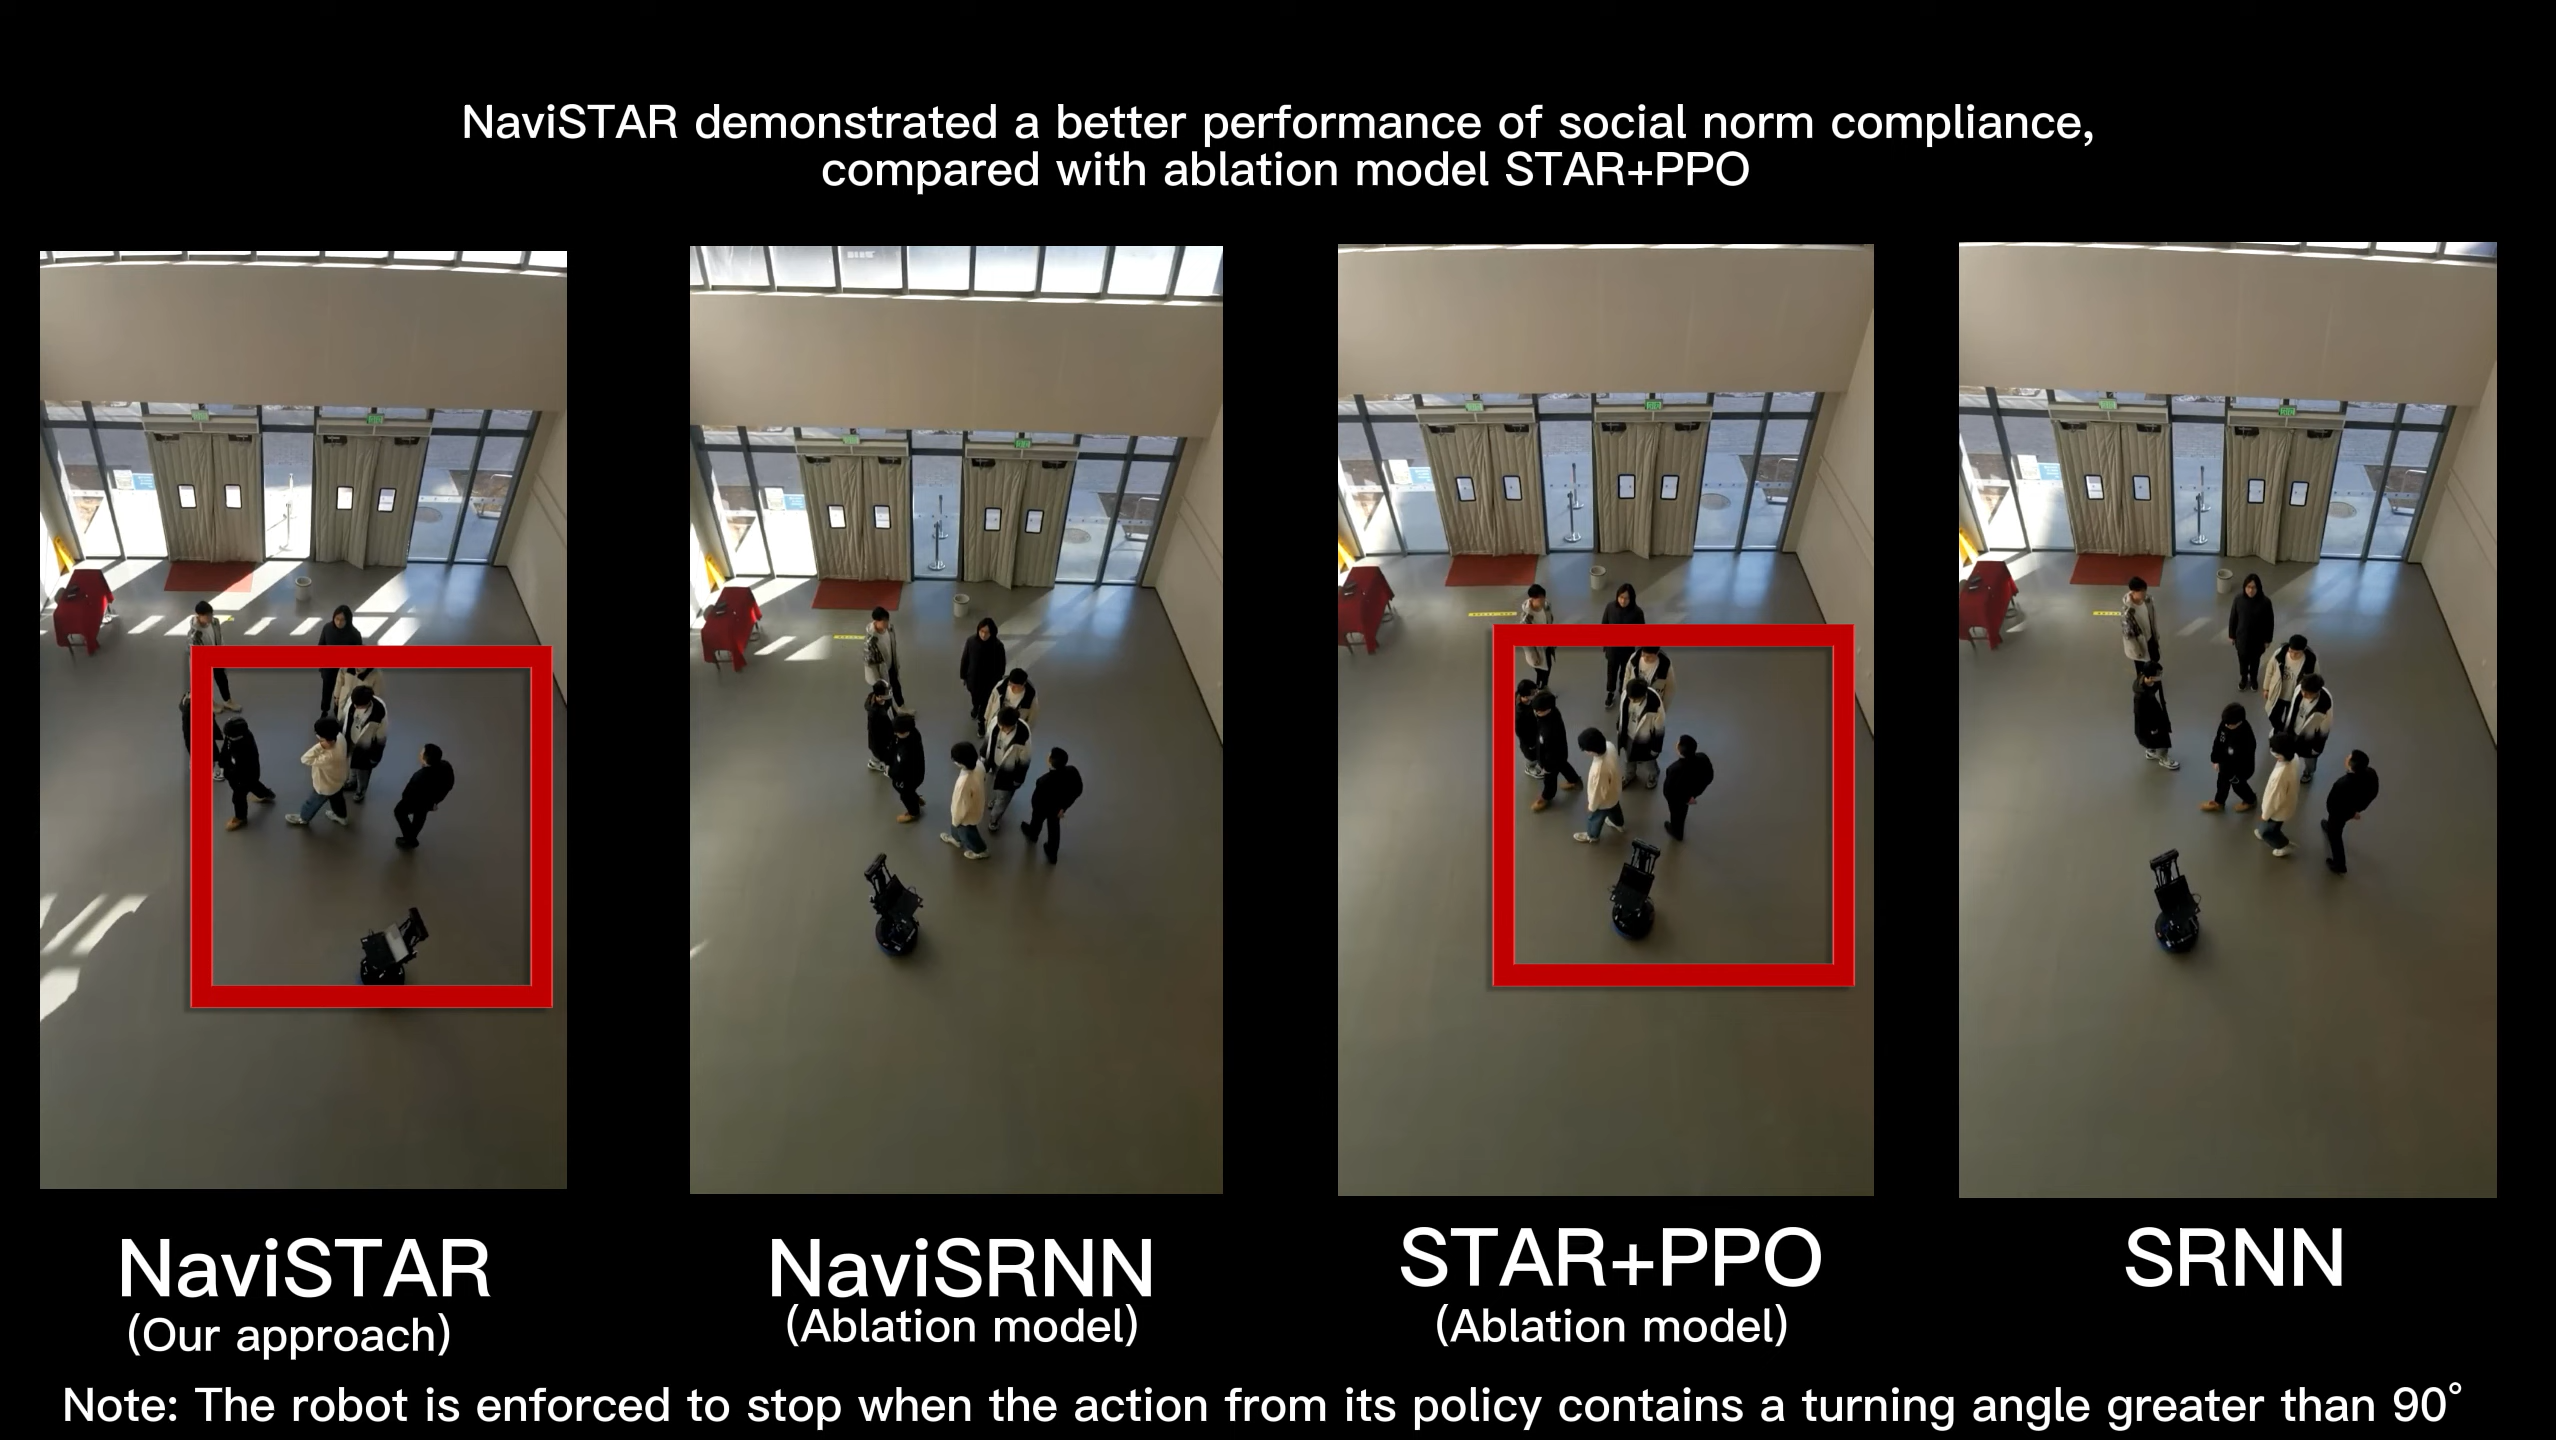 NaviSTAR demonstrated a better performance of social norm compliance,
compared with ablation model STAR+PPO
NaviSTAR
(Our approach)
NaviSRNN
(Ablation model)
STAR+PPO
(Ablation model)
SRNN
Note: The robot is enforced to stop when the action from its policy contains a turning angle greater than 90°